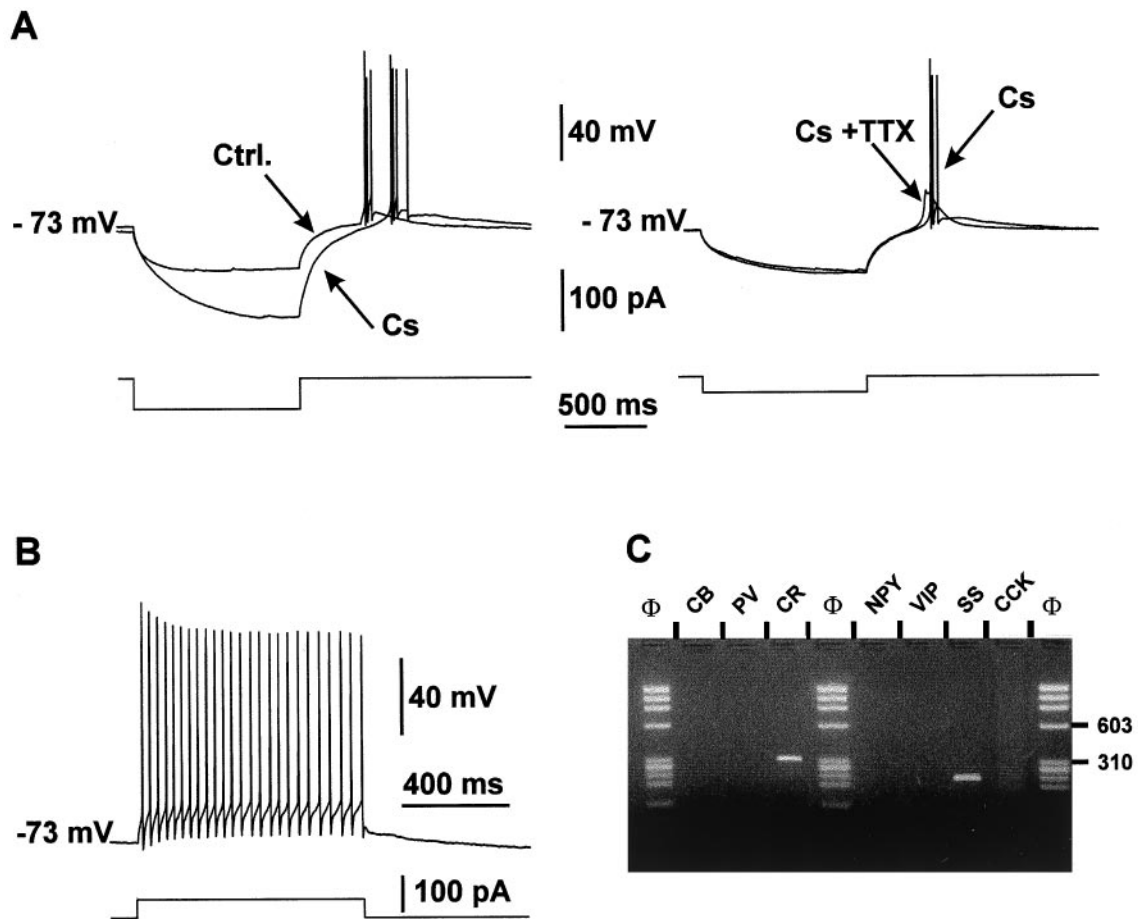 A
Ctrl.
- 73 mV
Cs
40 mV
100 pA
500 ms
Cs +TTX
Cs
- 73 mV
B
-73 mV
40 mV
400 ms
100 pA
C
Φ CB PV CR Φ NPY VIP SS CCK Φ
603
310